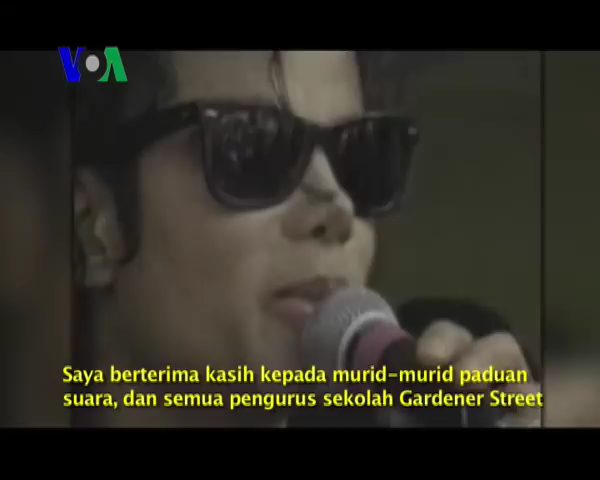 VOA
Saya berterima kasih kepada murid-murid paduan
suara, dan semua pengurus sekolah Gardener Street